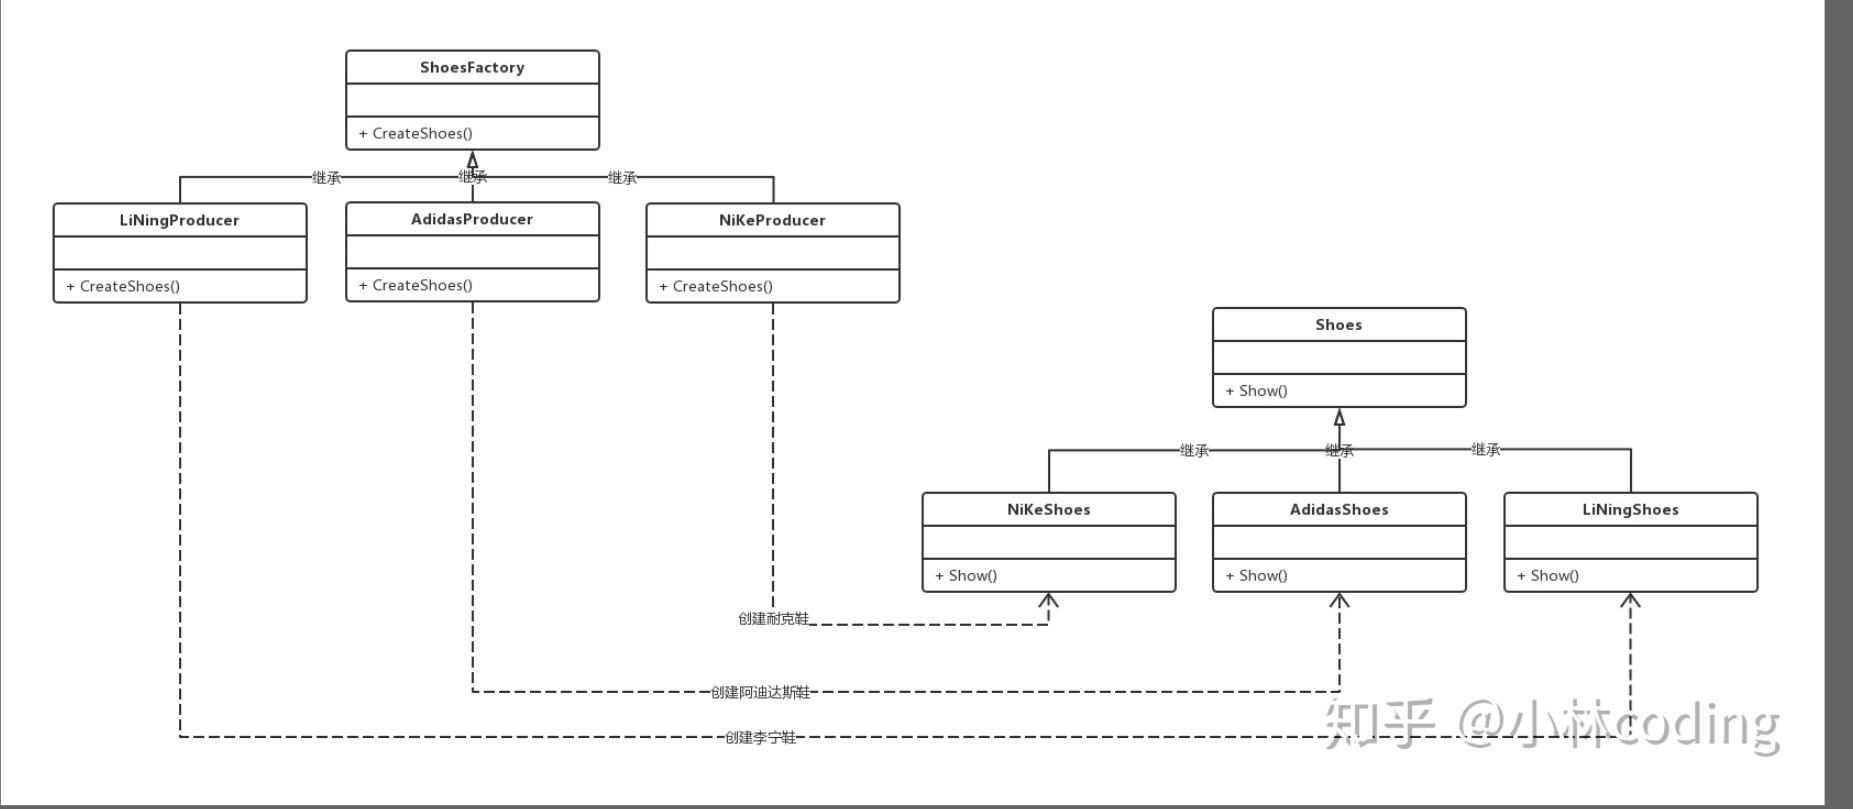 ShoesFactory
+ CreateShoes()
继承
继承
继承
LiNingProducer
+ CreateShoes()
AdidasProducer
+ CreateShoes()
NiKeProducer
+ CreateShoes()
Shoes
+ Show()
继承
继承
继承
NiKeShoes
+ Show()
AdidasShoes
+ Show()
LiNingShoes
+ Show()
创建耐克鞋
创建阿迪达斯鞋
创建李宁鞋
知乎 @小林coding